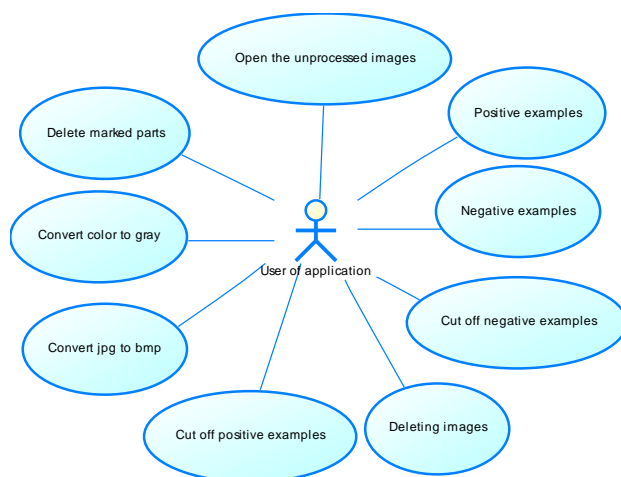 Open the unprocessed images
Positive examples
Delete marked parts
Negative examples
Convert color to gray
User of application
Cut off negative examples
Convert jpg to bmp
Deleting images
Cut off positive examples